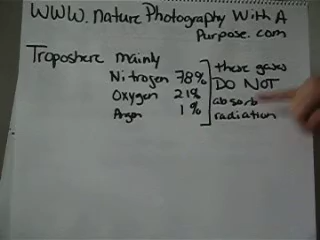 WWW.Nature Photography With A
Purpose.com
Troposhere mainly
Nitrogen 78%
Oxygen 21%
Argon 1%
these gases
DO NOT
absorb
radiation